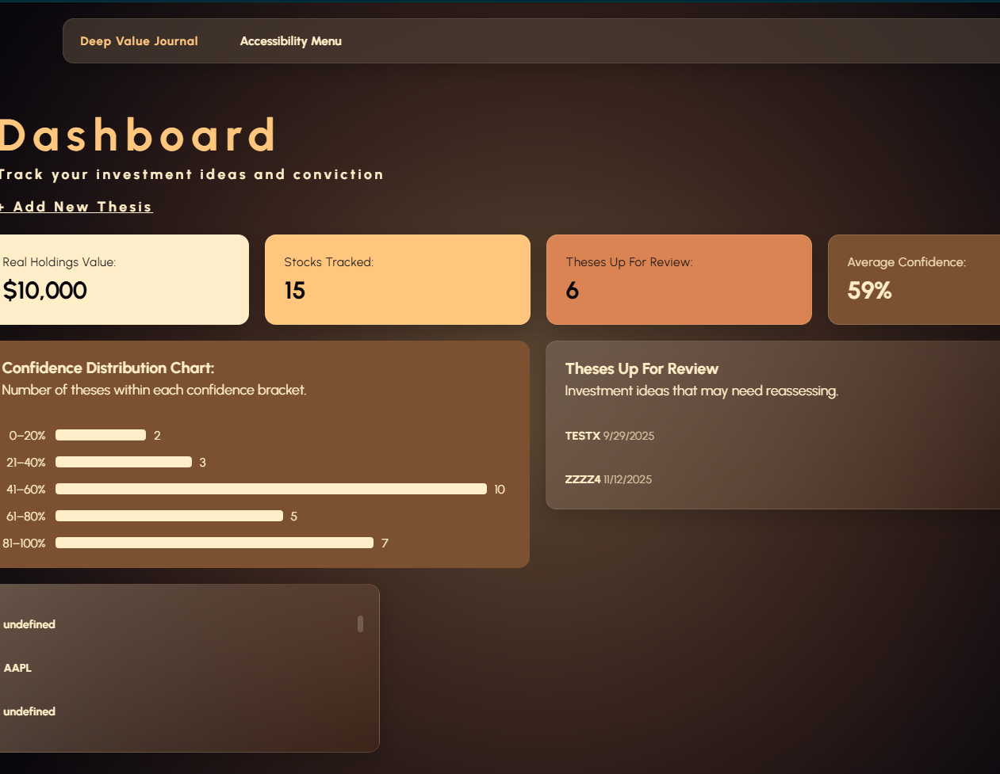 Deep Value Journal Accessibility Menu
Dashboard
Track your investment ideas and conviction
+ Add New Thesis
Real Holdings Value:
$10,000
Stocks Tracked:
15
Theses Up For Review:
6
Average Confidence:
59%
Confidence Distribution Chart:
Number of theses within each confidence bracket.
0–20% 2
21–40% 3
41–60% 10
61–80% 5
81–100% 7
Theses Up For Review
Investment ideas that may need reassessing.
TESTX 9/29/2025
ZZZZ4 11/12/2025
undefined
AAPL
undefined